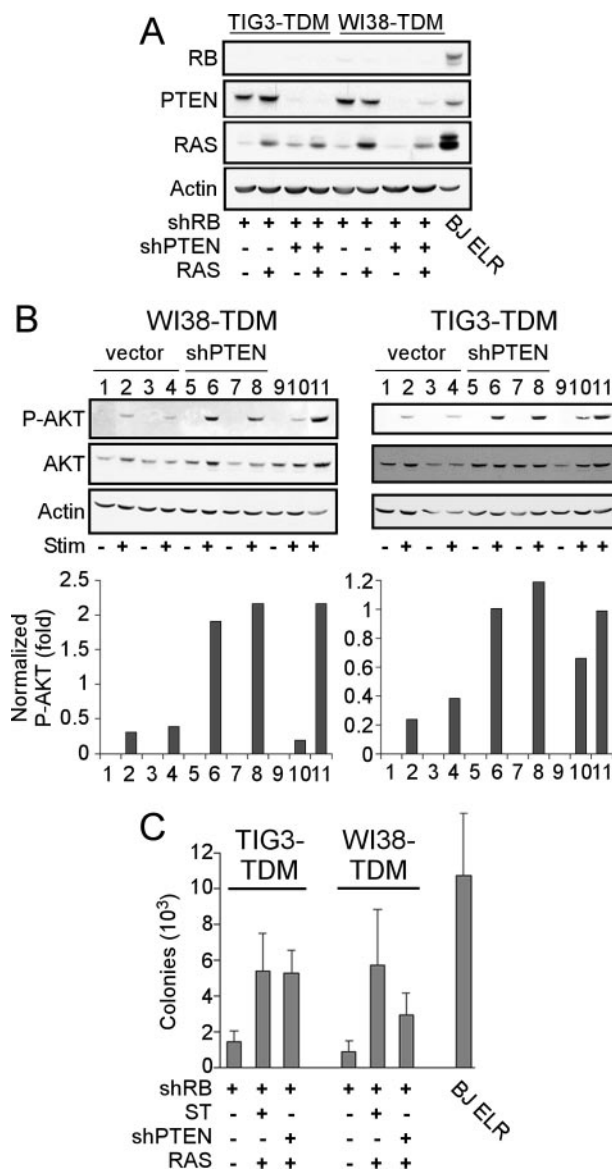 A
TIG3-TDM WI38-TDM
RB
PTEN
RAS
Actin
shRB + + + + + + + +
shPTEN - - + + - - + +
RAS - + - + - + - +
BJ ELR
B
WI38-TDM TIG3-TDM
vector shPTEN vector shPTEN
1 2 3 4 5 6 7 8 9 10 11 1 2 3 4 5 6 7 8 9 10 11
P-AKT
AKT
Actin
Stim - + - + - + - + - + + - + - + - + - + - + +
Normalized
P-AKT (fold)
2.5
2
1.5
1
0.5
0
1 2 3 4 5 6 7 8 9 10 11
1.2
1
0.8
0.6
0.4
0.2
0
1 2 3 4 5 6 7 8 9 10 11
C
TIG3-
TDM
WI38-
TDM
Colonies (10³)
12
10
8
6
4
2
0
shRB + + + + + +
ST - + - - + -
shPTEN - - + - - +
RAS - + + - + +
BJ ELR